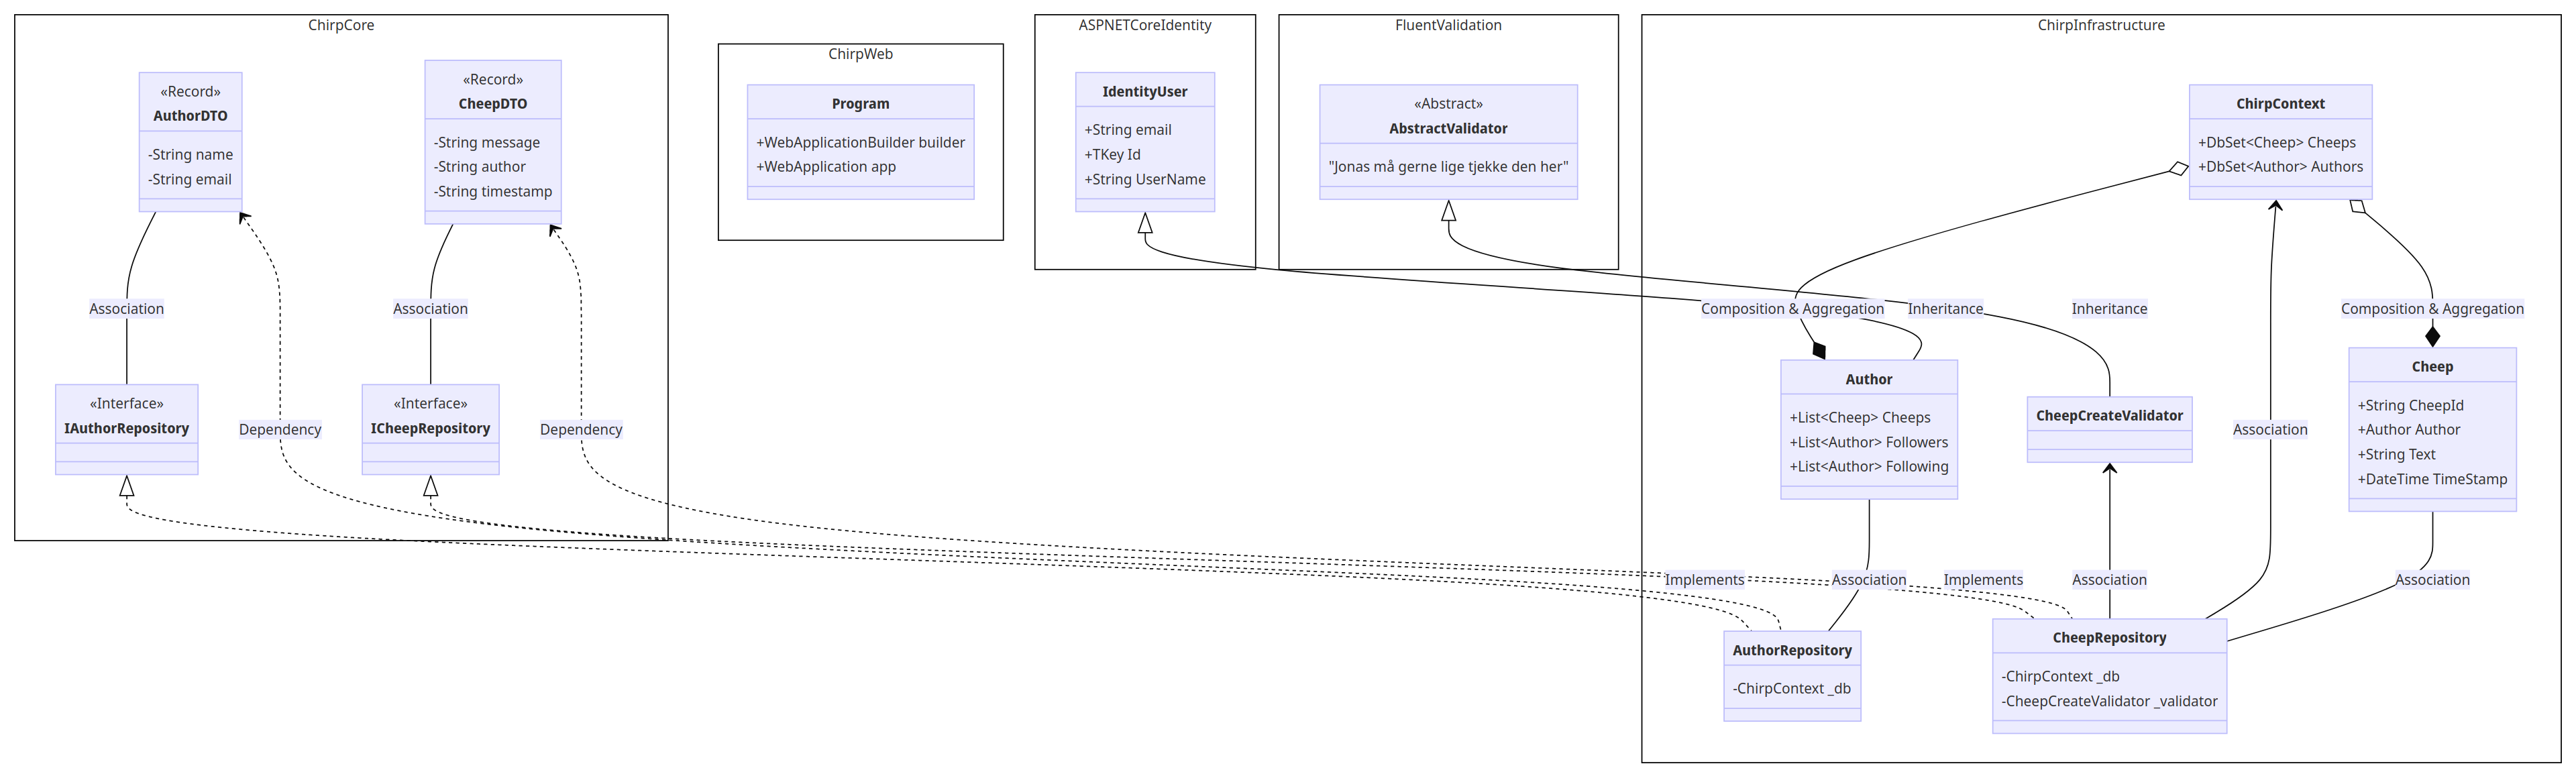 ChirpCore
«Record»
AuthorDTO
-String name
-String email
«Record»
CheepDTO
-String message
-String author
-String timestamp
Association
Association
«Interface»
IAuthorRepository
Dependency
«Interface»
ICheepRepository
Dependency
ChirpWeb
Program
+WebApplicationBuilder builder
+WebApplication app
ASPNETCoreIdentity
IdentityUser
+String email
+TKey Id
+String UserName
FluentValidation
«Abstract»
AbstractValidator
"Jonas må gerne lige tjekke den her"
ChirpInfrastructure
ChirpContext
+DbSet<Cheep> Cheeps
+DbSet<Author> Authors
Composition & Aggregation
Inheritance
Inheritance
Composition & Aggregation
Author
+List<Cheep> Cheeps
+List<Author> Followers
+List<Author> Following
CheepCreateValidator
Association
Cheep
+String CheepId
+Author Author
+String Text
+DateTime TimeStamp
Implements
Association
Implements
Association
Association
AuthorRepository
-ChirpContext _db
CheepRepository
-ChirpContext _db
-CheepCreateValidator _validator